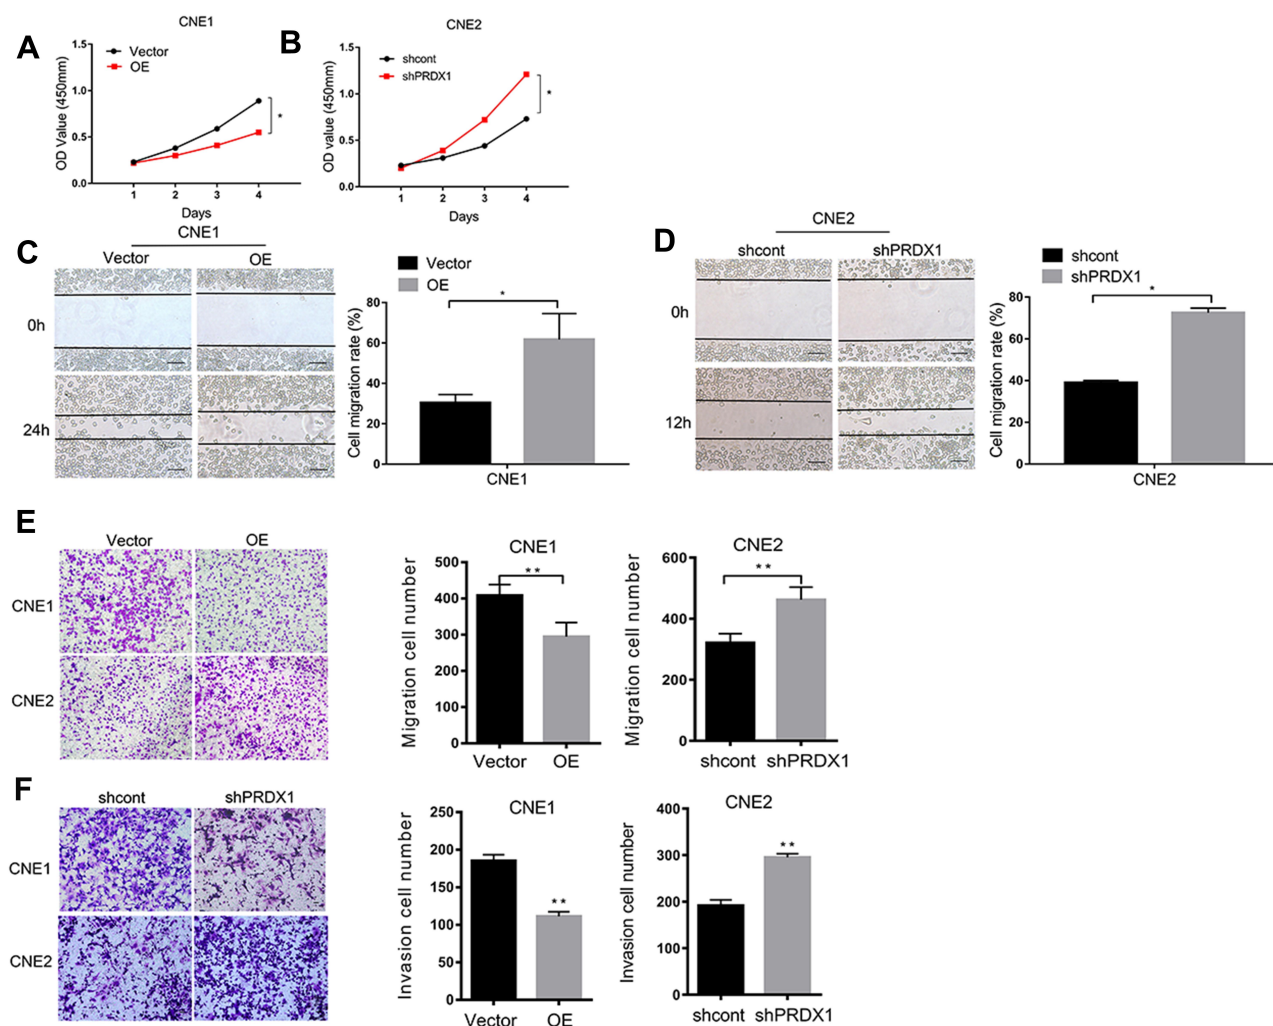 A
CNE1
OD Value (450mm)
1.5
1.0
0.5
0.0
Vector
OE
*
1 2 3 4
Days
B
CNE2
OD value (450mm)
1.5
1.0
0.5
0.0
shcont
shPRDX1
*
1 2 3 4
Days
C
CNE1
Vector OE
0h
24h
Vector
OE
Cell migration rate (%)
80
60
40
20
0
*
CNE1
D
CNE2
shcont shPRDX1
0h
12h
shcont
shPRDX1
Cell migration rate (%)
80
60
40
20
0
*
CNE2
E
Vector OE
CNE1
CNE2
CNE1
Migration cell number
500
400
300
200
100
0
**
Vector OE
CNE2
Migration cell number
600
400
200
0
**
shcont shPRDX1
F
shcont shPRDX1
CNE1
CNE2
CNE1
Invasion cell number
250
200
150
100
50
0
**
Vector OE
CNE2
Invasion cell number
400
300
200
100
0
**
shcont shPRDX1